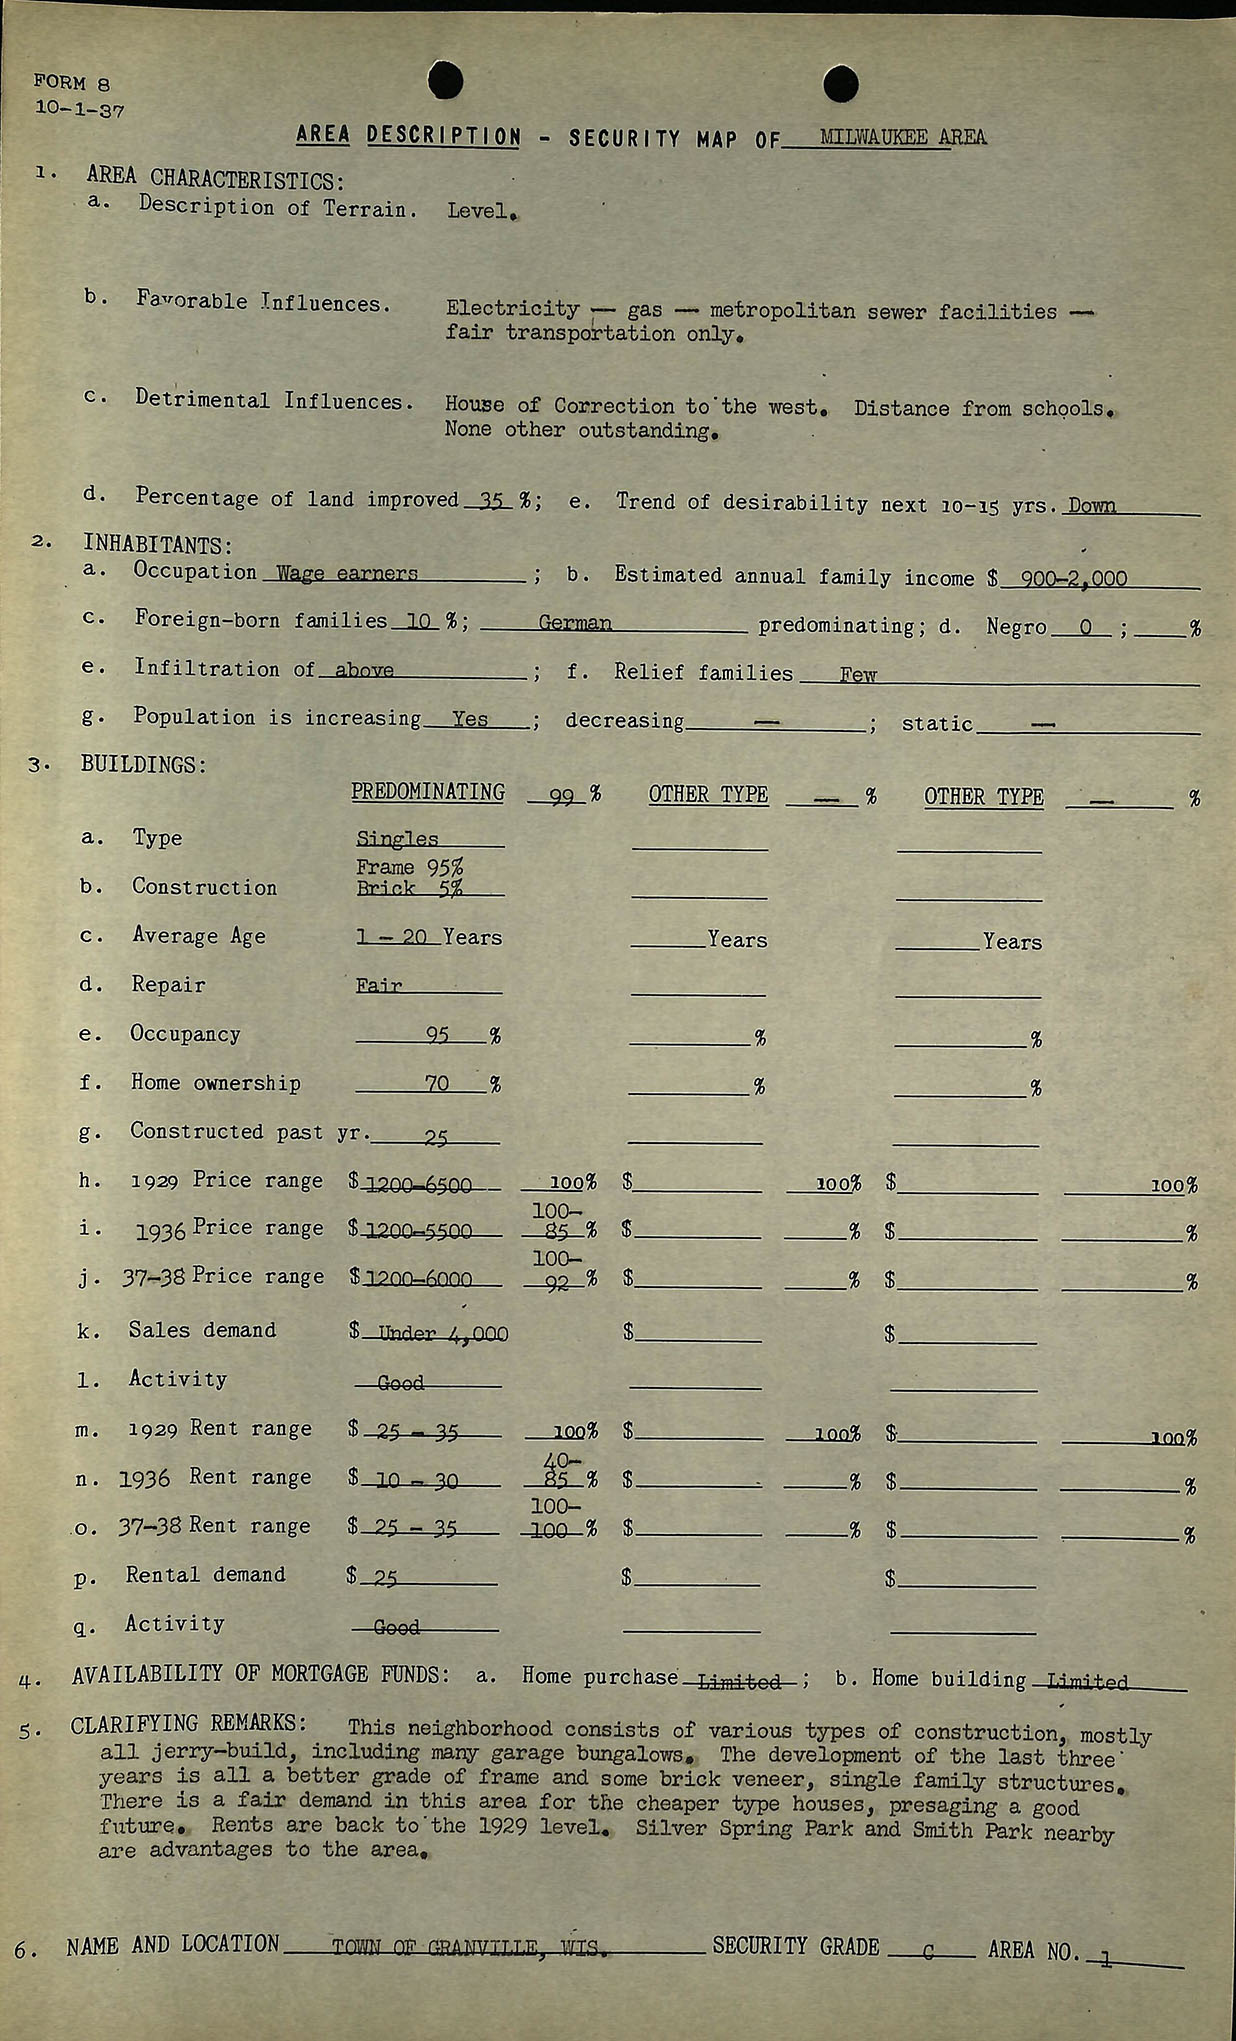 FORM 8
10-1-37
AREA DESCRIPTION - SECURITY MAP OF MILWAUKEE AREA
1. AREA CHARACTERISTICS:
a. Description of Terrain. Level.
b. Favorable Influences. Electricity — gas — metropolitan sewer facilities —
fair transportation only.
c. Detrimental Influences. House of Correction to the west. Distance from schools.
None other outstanding.
d. Percentage of land improved 35 %; e. Trend of desirability next 10-15 yrs. Down
2. INHABITANTS:
a. Occupation Wage earners ; b. Estimated annual family income $ 900-2,000
c. Foreign-born families 10 %; German predominating; d. Negro 0 ; %
e. Infiltration of above ; f. Relief families Few
g. Population is increasing Yes ; decreasing — ; static —
3. BUILDINGS:
PREDOMINATING 99 % OTHER TYPE — % OTHER TYPE — %
a. Type Singles
Frame 95%
b. Construction Brick 5%
c. Average Age 1 - 20 Years Years Years
d. Repair Fair
e. Occupancy 95 % % %
f. Home ownership 70 % % %
g. Constructed past yr. 25
h. 1929 Price range $ 1200-6500 100% $ 100% $ 100%
100-
i. 1936 Price range $ 1200-5500 85 % $ % $ %
100-
j. 37-38 Price range $ 1200-6000 92 % $ % $ %
k. Sales demand $ Under 4,000 $ $
l. Activity Good
m. 1929 Rent range $ 25 - 35 100% $ 100% $ 100%
40-
n. 1936 Rent range $ 10 - 30 85 % $ % $ %
100-
o. 37-38 Rent range $ 25 - 35 100 % $ % $ %
p. Rental demand $ 25 $ $
q. Activity Good
4. AVAILABILITY OF MORTGAGE FUNDS: a. Home purchase Limited ; b. Home building Limited
5. CLARIFYING REMARKS: This neighborhood consists of various types of construction, mostly
all jerry-build, including many garage bungalows. The development of the last three
years is all a better grade of frame and some brick veneer, single family structures.
There is a fair demand in this area for the cheaper type houses, presaging a good
future. Rents are back to the 1929 level. Silver Spring Park and Smith Park nearby
are advantages to the area.
6. NAME AND LOCATION TOWN OF GRANVILLE, WIS. SECURITY GRADE C AREA NO. 1